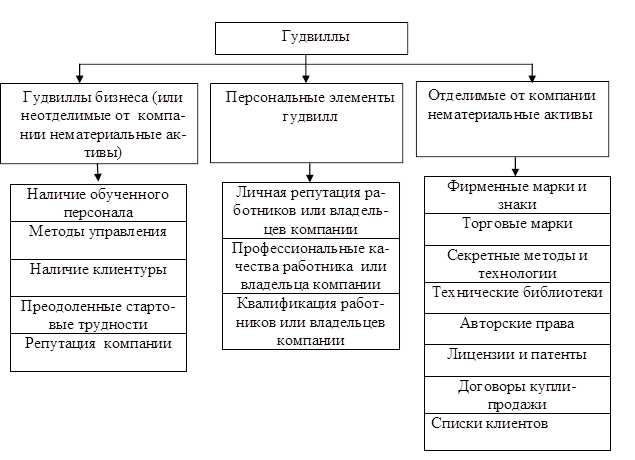 Гудвиллы
Гудвиллы бизнеса (или
неотделимые от компа-
нии нематериальные ак-
тивы)
Наличие обученного
персонала
Методы управления
Наличие клиентуры
Преодоленные старто-
вые трудности
Репутация компании
Персональные элементы
гудвилл
Личная репутация ра-
ботников или владель-
цев компании
Профессиональные ка-
чества работника или
владельца компании
Квалификация работ-
ников или владельцев
компании
Отделимые от компании
нематериальные активы
Фирменные марки и
знаки
Торговые марки
Секретные методы и
технологии
Технические библиотеки
Авторские права
Лицензии и патенты
Договоры купли-
продажи
Списки клиентов